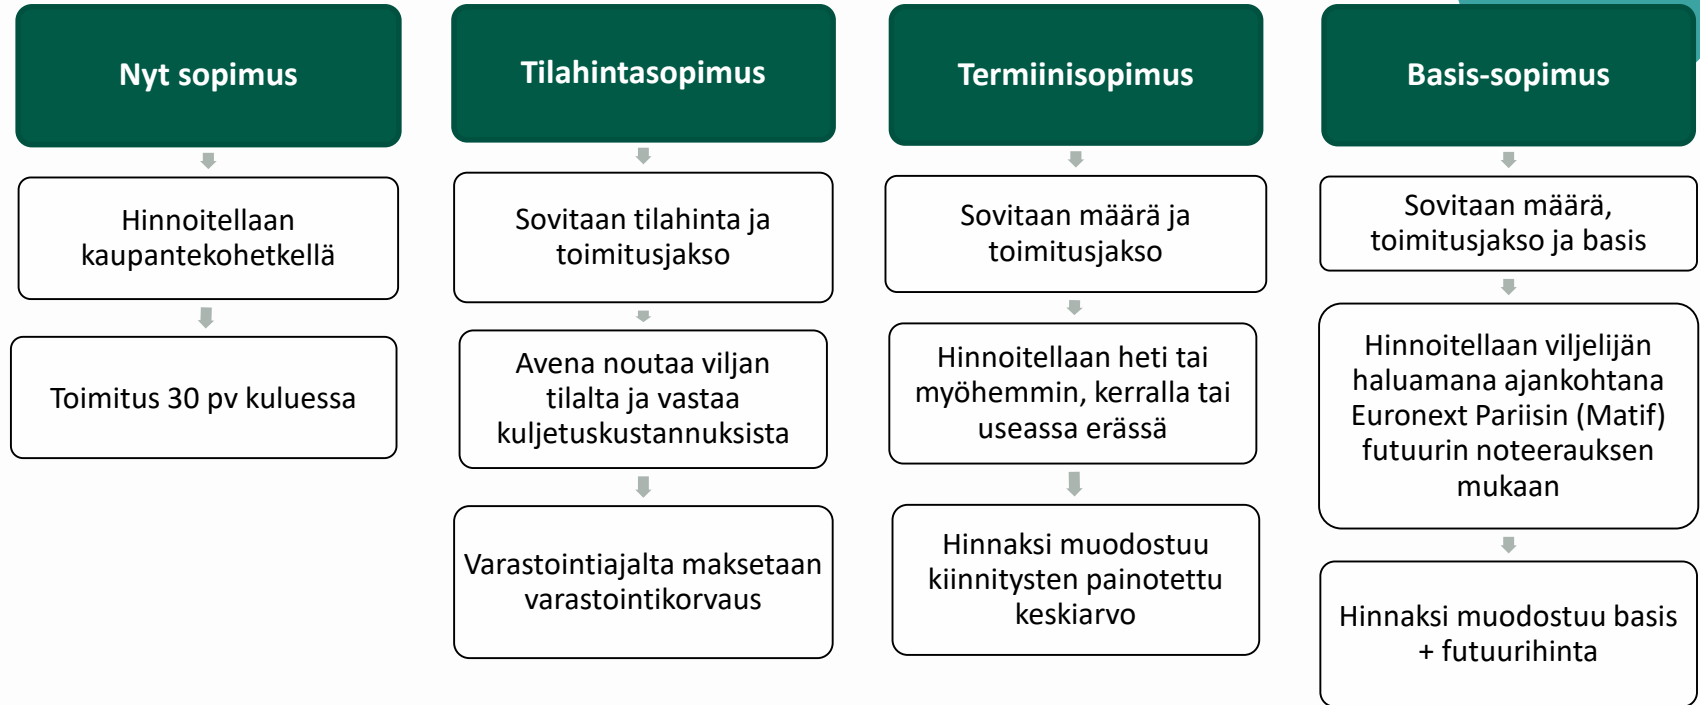 Nyt sopimus
Hinnoitellaan
kaupantekohetkellä
Toimitus 30 pv kuluessa
Tilahintasopimus
Sovitaan tilahinta ja
toimitusjakso
Avena noutaa viljan
tilalta ja vastaa
kuljetuskustannuksista
Varastointiajalta maksetaan
varastointikorvaus
Termiinisopimus
Sovitaan määrä ja
toimitusjakso
Hinnoitellaan heti tai
myöhemmin, kerralla tai
useassa erässä
Hinnaksi muodostuu
kiinnitysten painotettu
keskiarvo
Basis-sopimus
Sovitaan määrä,
toimitusjakso ja basis
Hinnoitellaan viljelijän
haluamana ajankohtana
Euronext Pariisin (Matif)
futuurin noteerauksen
mukaan
Hinnaksi muodostuu basis
+ futuurihinta